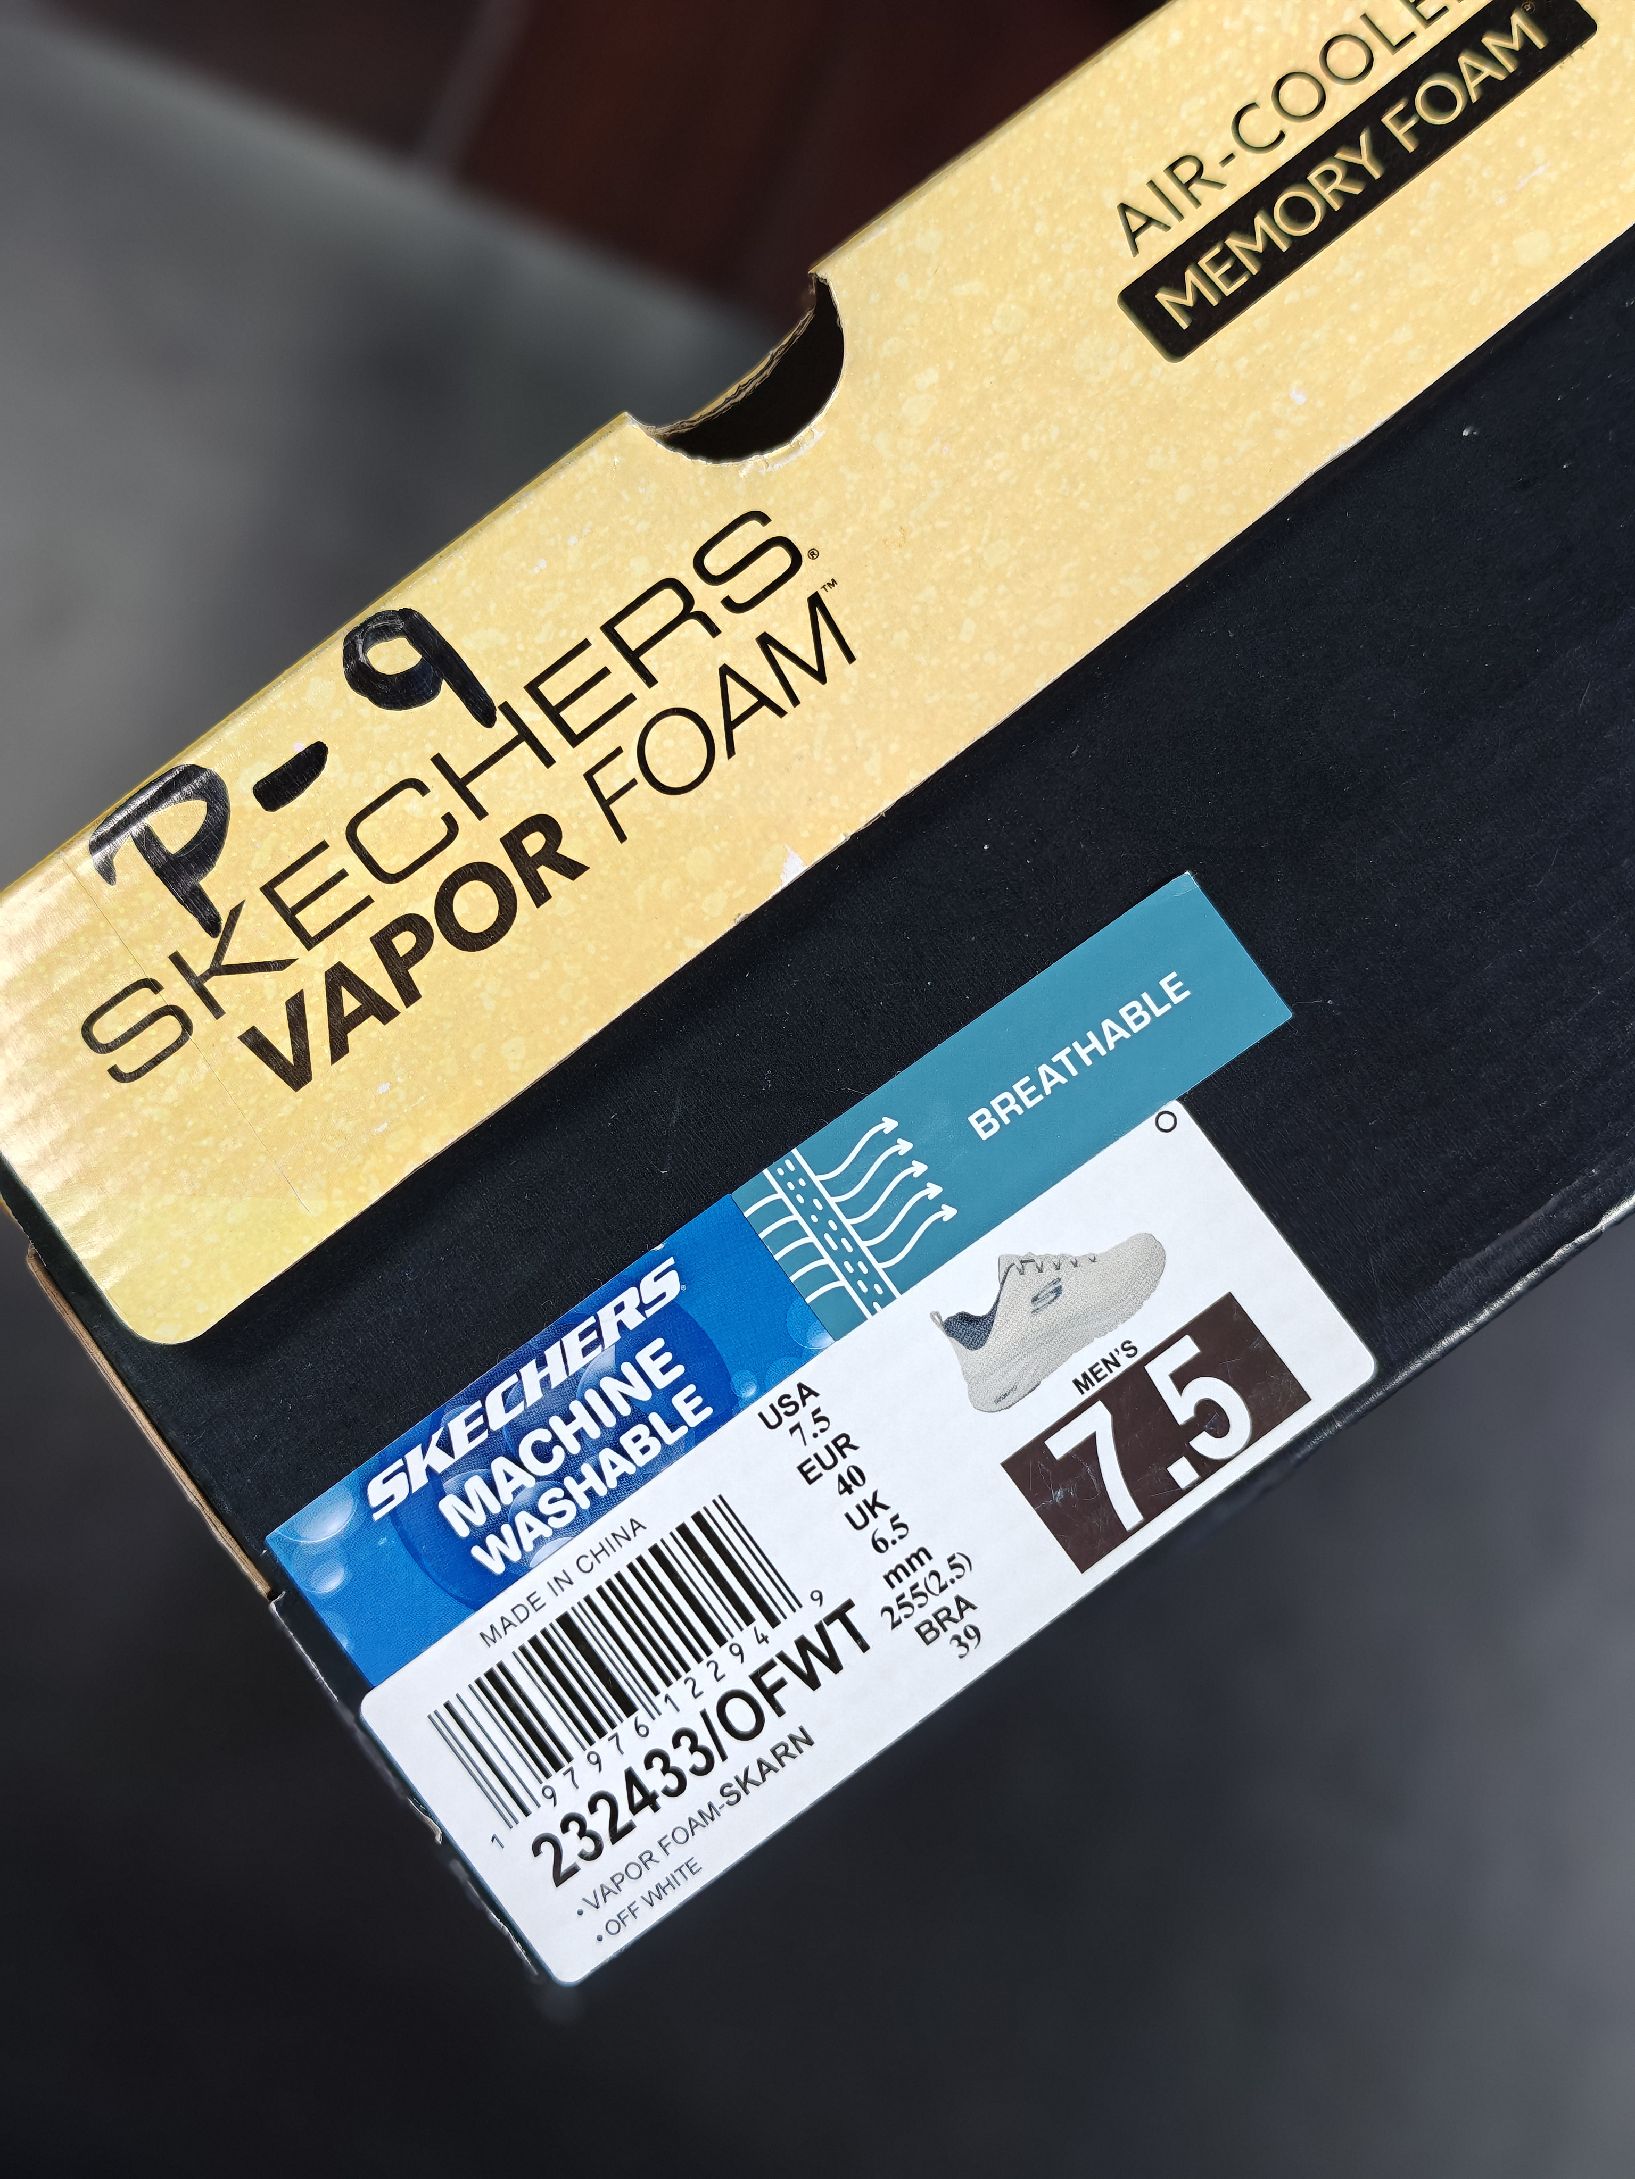 AIR-COOLE
MEMORY FOAM®
P-9
SKECHERS®
VAPOR FOAM™
BREATHABLE
SKECHERS
MACHINE
WASHABLE
MADE IN CHINA
1 97976 12294 9
232433/OFWT
• VAPOR FOAM-SKARN
• OFF WHITE
USA
7.5
EUR
40
UK
6.5
mm
255(2.5)
BRA
39
S
MEN'S
7.5